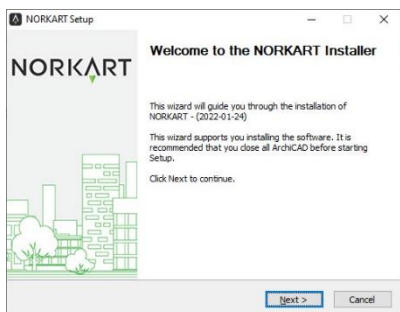 NORKART Setup
NORKART
Welcome to the NORKART Installer
This wizard will guide you through the installation of
NORKART - (2022-01-24)
This wizard supports you installing the software. It is
recommended that you close all ArchiCAD before starting
Setup.
Click Next to continue.
Next >
Cancel